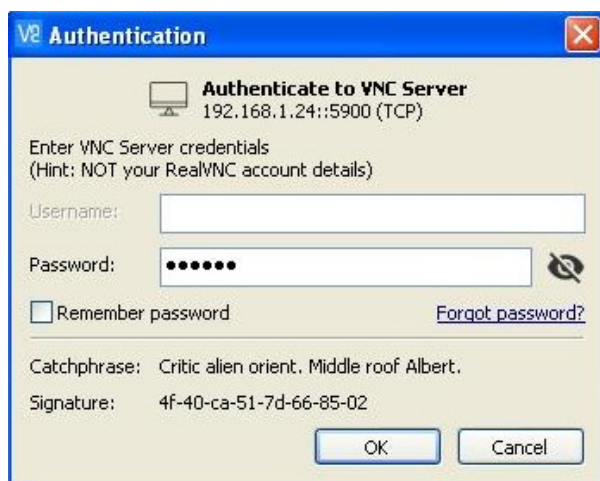 V2 Authentication
Authenticate to VNC Server
192.168.1.24::5900 (TCP)
Enter VNC Server credentials
(Hint: NOT your RealVNC account details)
Username:
Password: ••••••
Remember password Forgot password?
Catchphrase: Critic alien orient. Middle roof Albert.
Signature: 4f-40-ca-51-7d-66-85-02
OK Cancel